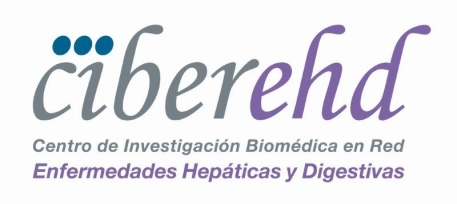 ciberehd
Centro de Investigación Biomédica en Red
Enfermedades Hepáticas y Digestivas